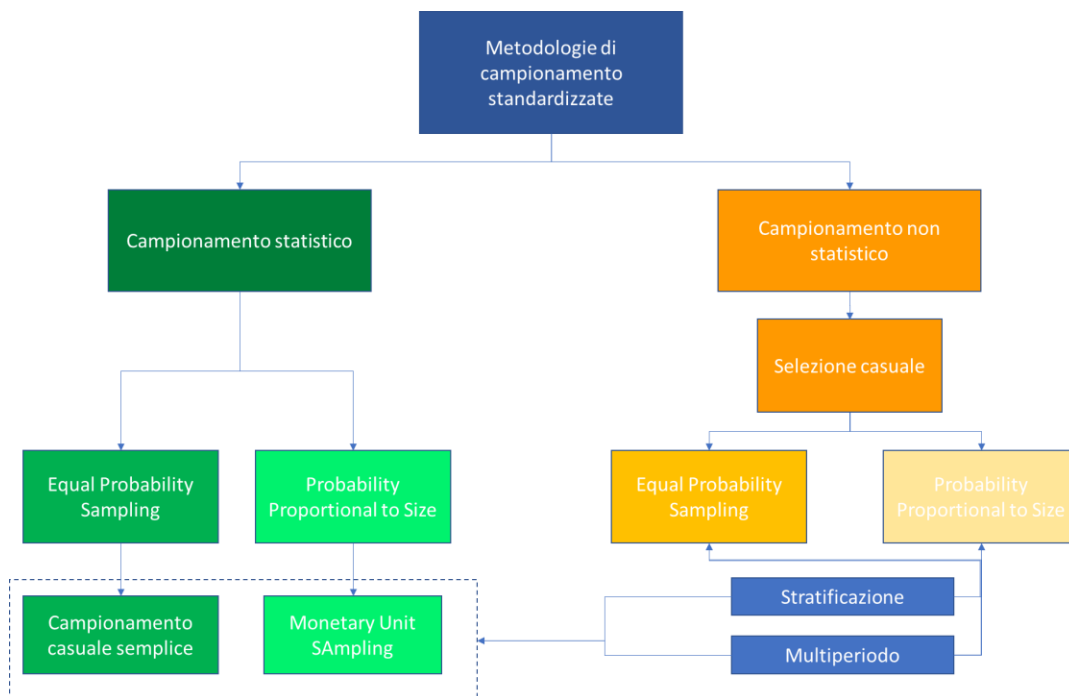 Metodologie di
campionamento
standardizzate
Campionamento statistico
Campionamento non
statistico
Selezione casuale
Equal Probability
Sampling
Probability
Proportional to Size
Equal Probability
Sampling
Probability
Proportional to Size
Campionamento
casuale semplice
Monetary Unit
SAmpling
Stratificazione
Multiperiodo